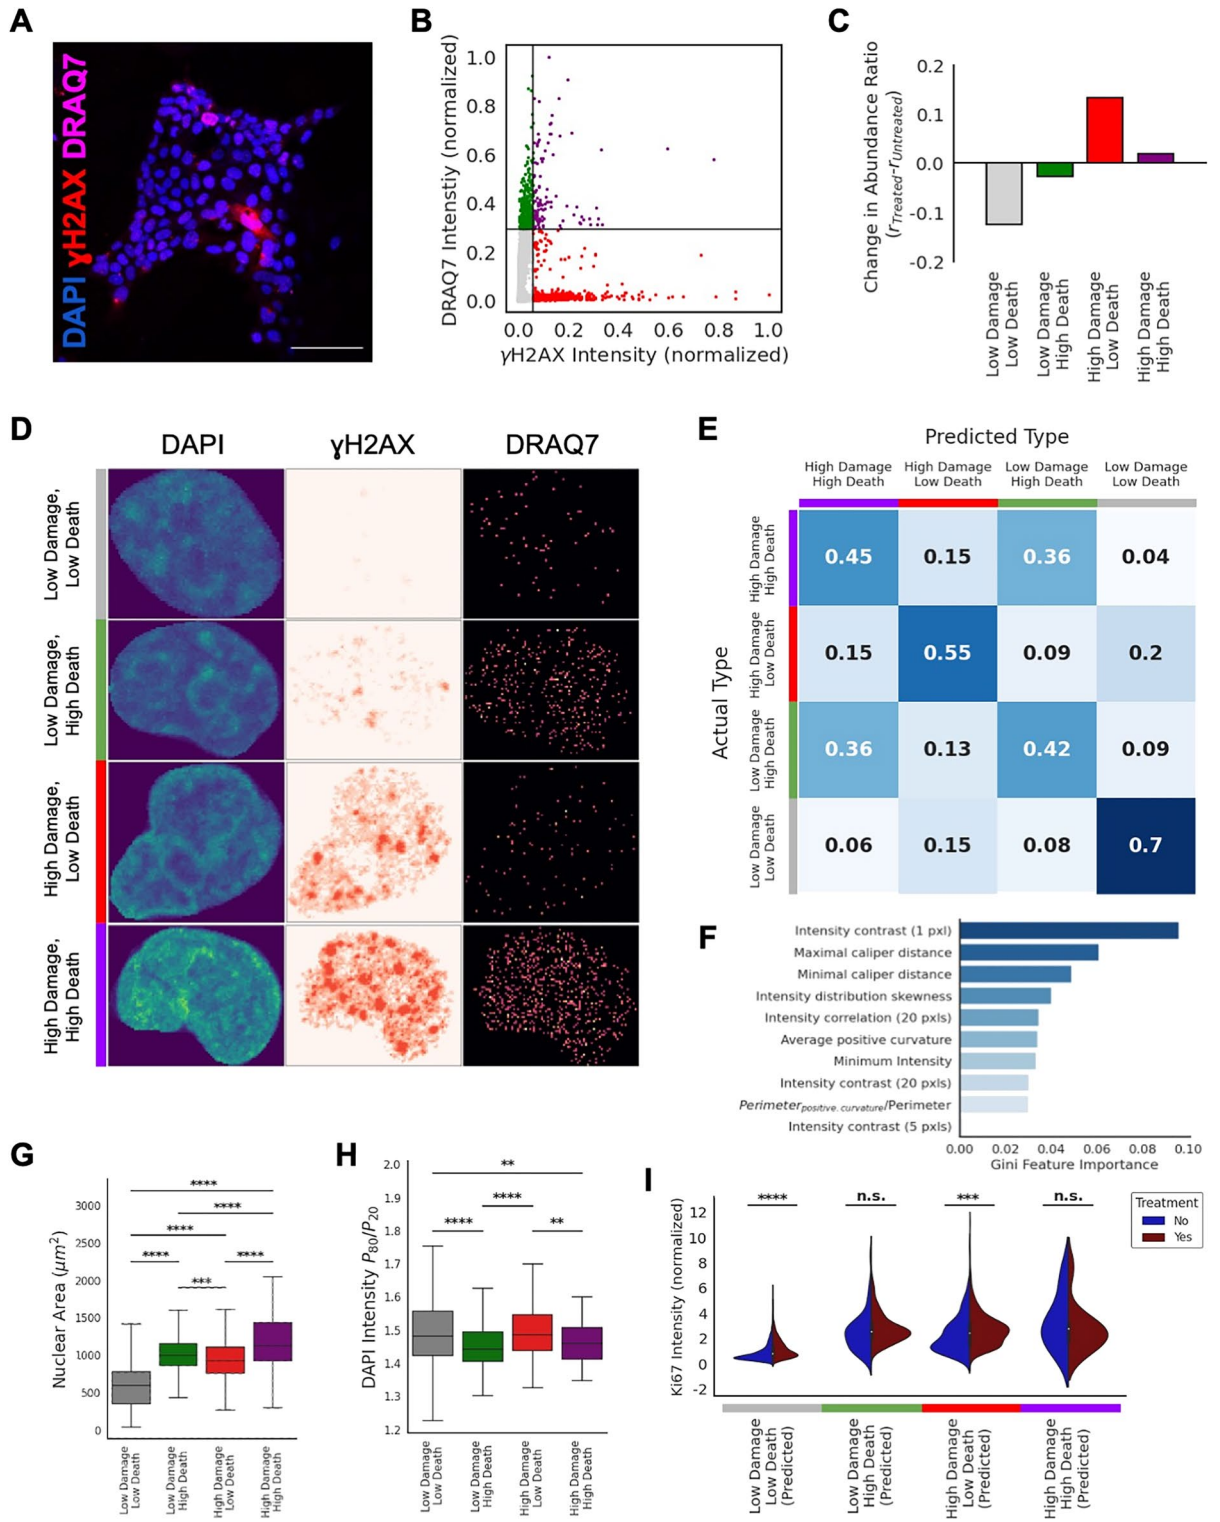 A
DAPI ɣH2AX DRAQ7
B
DRAQ7 Intenstiy (normalized)
1.0
0.8
0.6
0.4
0.2
0.0
0.0 0.2 0.4 0.6 0.8 1.0
γH2AX Intensity (normalized)
C
Change in Abundance Ratio
(rTreated-rUntreated)
0.2
0.1
0.0
-0.1
-0.2
Low Damage
Low Death
Low Damage
High Death
High Damage
Low Death
High Damage
High Death
D
DAPI ɣH2AX DRAQ7
Low Damage,
Low Death
Low Damage,
High Death
High Damage,
Low Death
High Damage,
High Death
E
Predicted Type
High Damage
High Death
High Damage
Low Death
Low Damage
High Death
Low Damage
Low Death
Actual Type
High Damage
High Death
0.45 0.15 0.36 0.04
High Damage
Low Death
0.15 0.55 0.09 0.2
Low Damage
High Death
0.36 0.13 0.42 0.09
Low Damage
Low Death
0.06 0.15 0.08 0.7
F
Intensity contrast (1 pxl)
Maximal caliper distance
Minimal caliper distance
Intensity distribution skewness
Intensity correlation (20 pxls)
Average positive curvature
Minimum Intensity
Intensity contrast (20 pxls)
Perimeterpositive.curvature/Perimeter
Intensity contrast (5 pxls)
0.00 0.02 0.04 0.06 0.08 0.10
Gini Feature Importance
G
Nuclear Area (μm²)
3000
2500
2000
1500
1000
500
0
****
****
****
**** ****
***
Low Damage
Low Death
Low Damage
High Death
High Damage
Low Death
High Damage
High Death
H
DAPI Intensity P80/P20
2.0
1.9
1.8
1.7
1.6
1.5
1.4
1.3
1.2
**
****
**** **
Low Damage
Low Death
Low Damage
High Death
High Damage
Low Death
High Damage
High Death
I
Ki67 Intensity (normalized)
12
10
8
6
4
2
0
-2
**** n.s. *** n.s.
Treatment
No
Yes
Low Damage
Low Death
(Predicted)
Low Damage
High Death
(Predicted)
High Damage
Low Death
(Predicted)
High Damage
High Death
(Predicted)